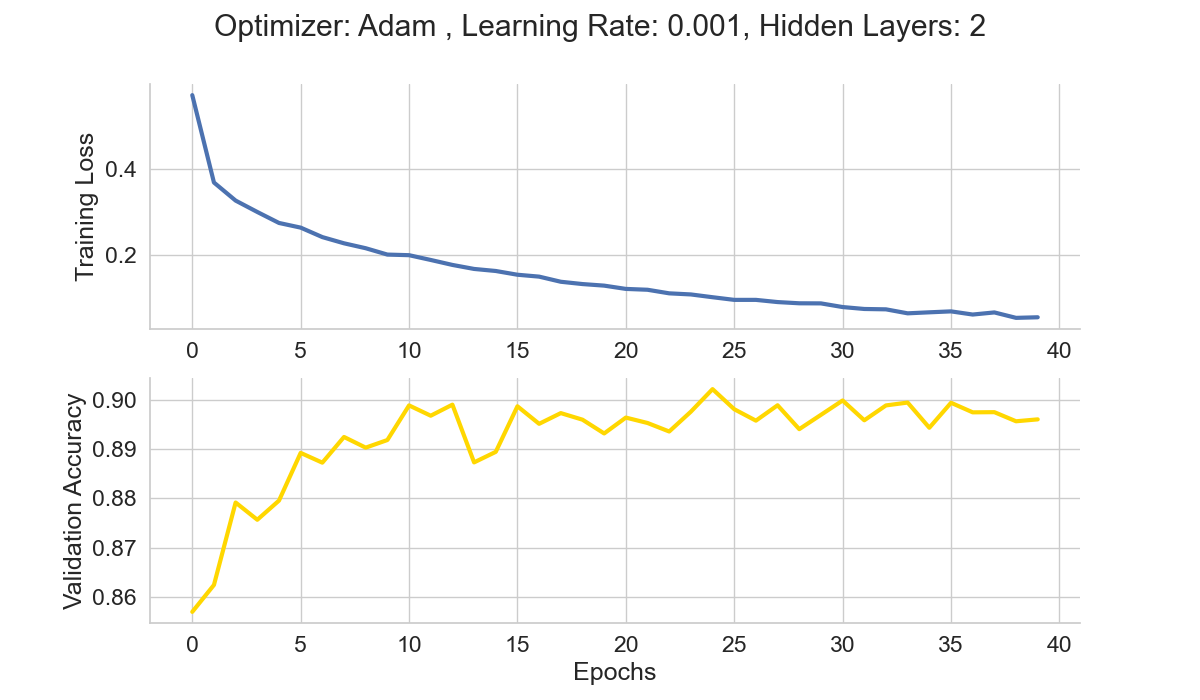 Optimizer: Adam , Learning Rate: 0.001, Hidden Layers: 2
Training Loss
0.4
0.2
0 5 10 15 20 25 30 35 40
Validation Accuracy
0.90
0.89
0.88
0.87
0.86
0 5 10 15 20 25 30 35 40
Epochs